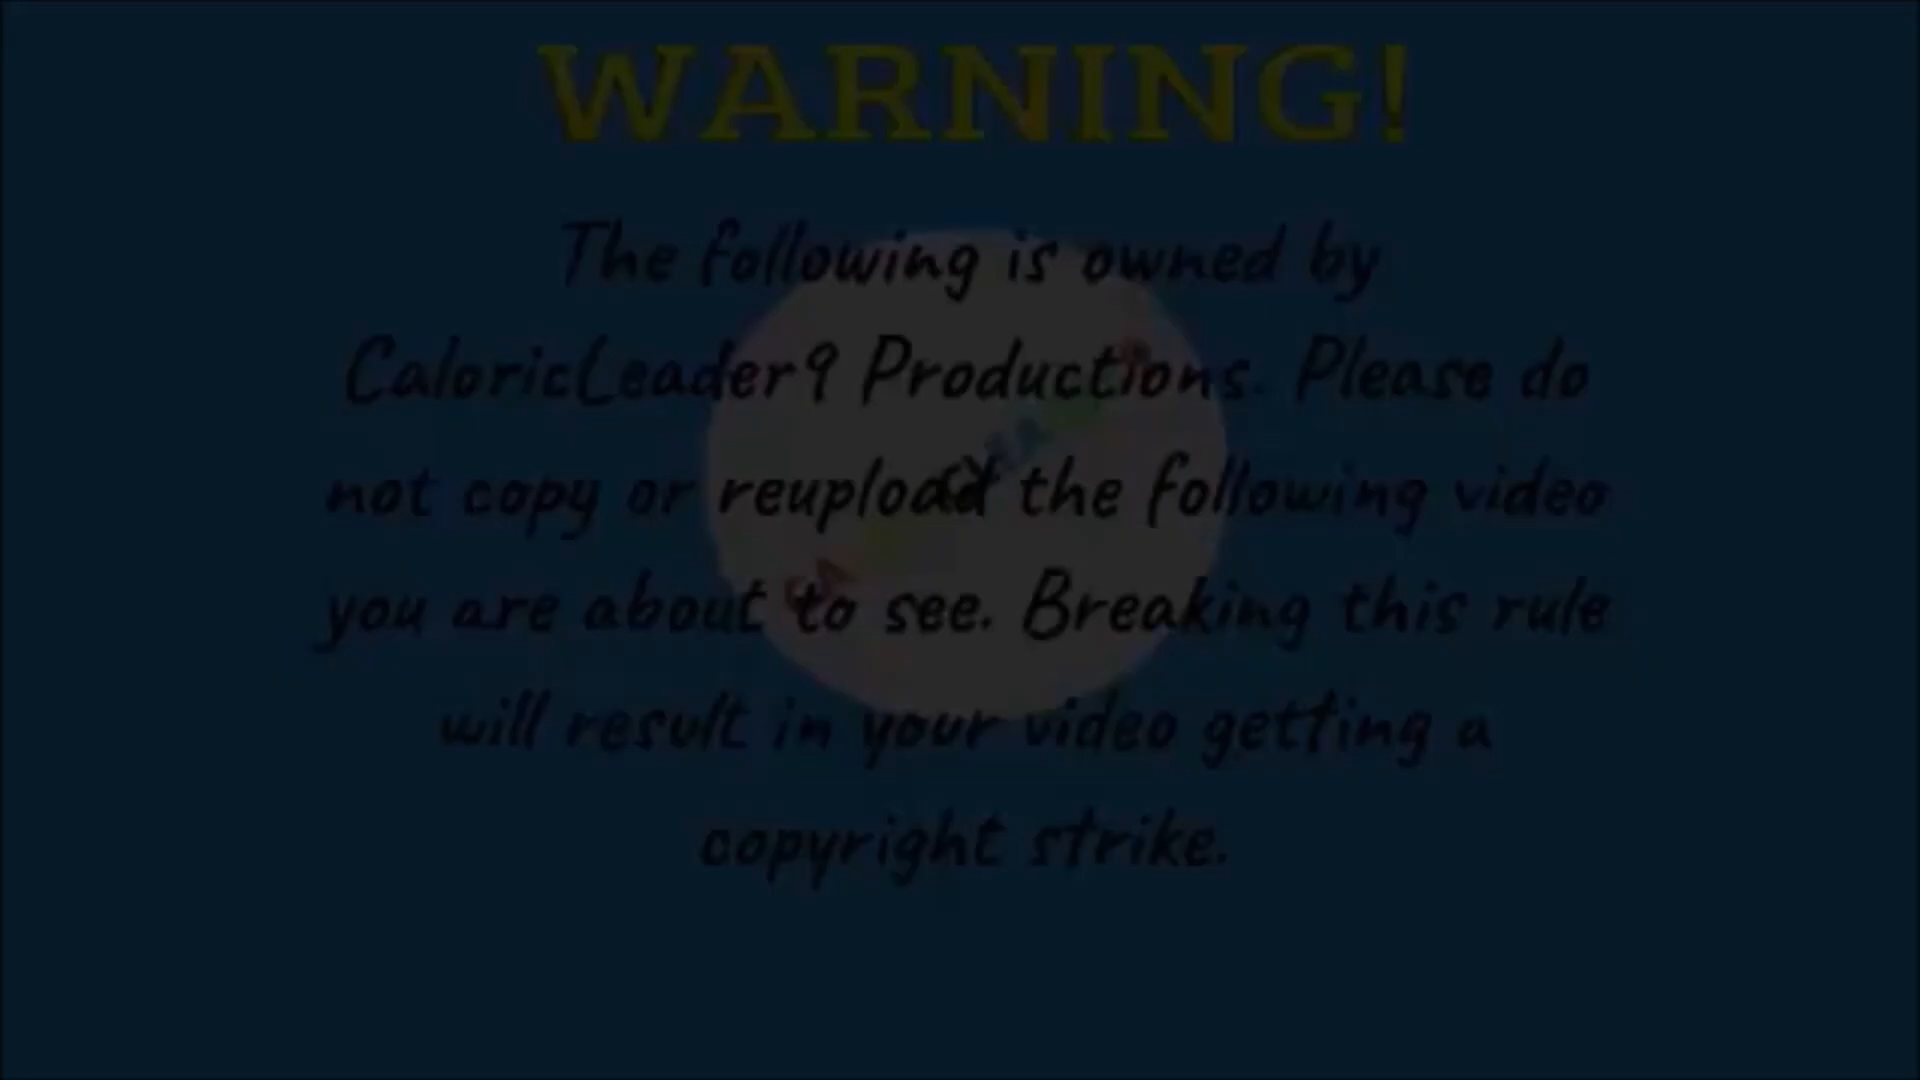 WARNING!
The following is owned by
CaloricLeader9 Productions. Please do
not copy or reupload the following video
you are about to see. Breaking this rule
will result in your video getting a
copyright strike.